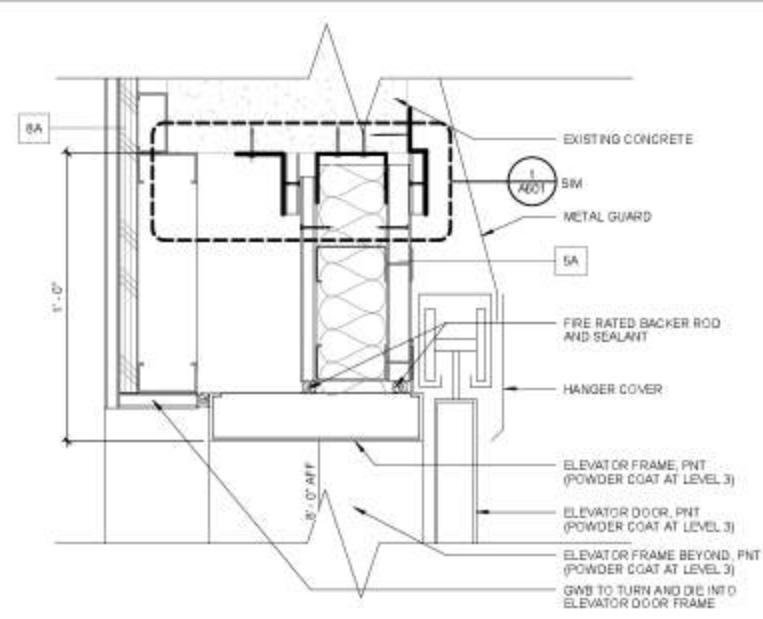 8A
EXISTING CONCRETE
1
A601
SIM
METAL GUARD
5A
1' - 0"
FIRE RATED BACKER ROD
AND SEALANT
HANGER COVER
ELEVATOR FRAME, PNT
(POWDER COAT AT LEVEL 3)
8' - 0" AFF
ELEVATOR DOOR, PNT
(POWDER COAT AT LEVEL 3)
ELEVATOR FRAME BEYOND, PNT
(POWDER COAT AT LEVEL 3)
GWB TO TURN AND DIE INTO
ELEVATOR DOOR FRAME